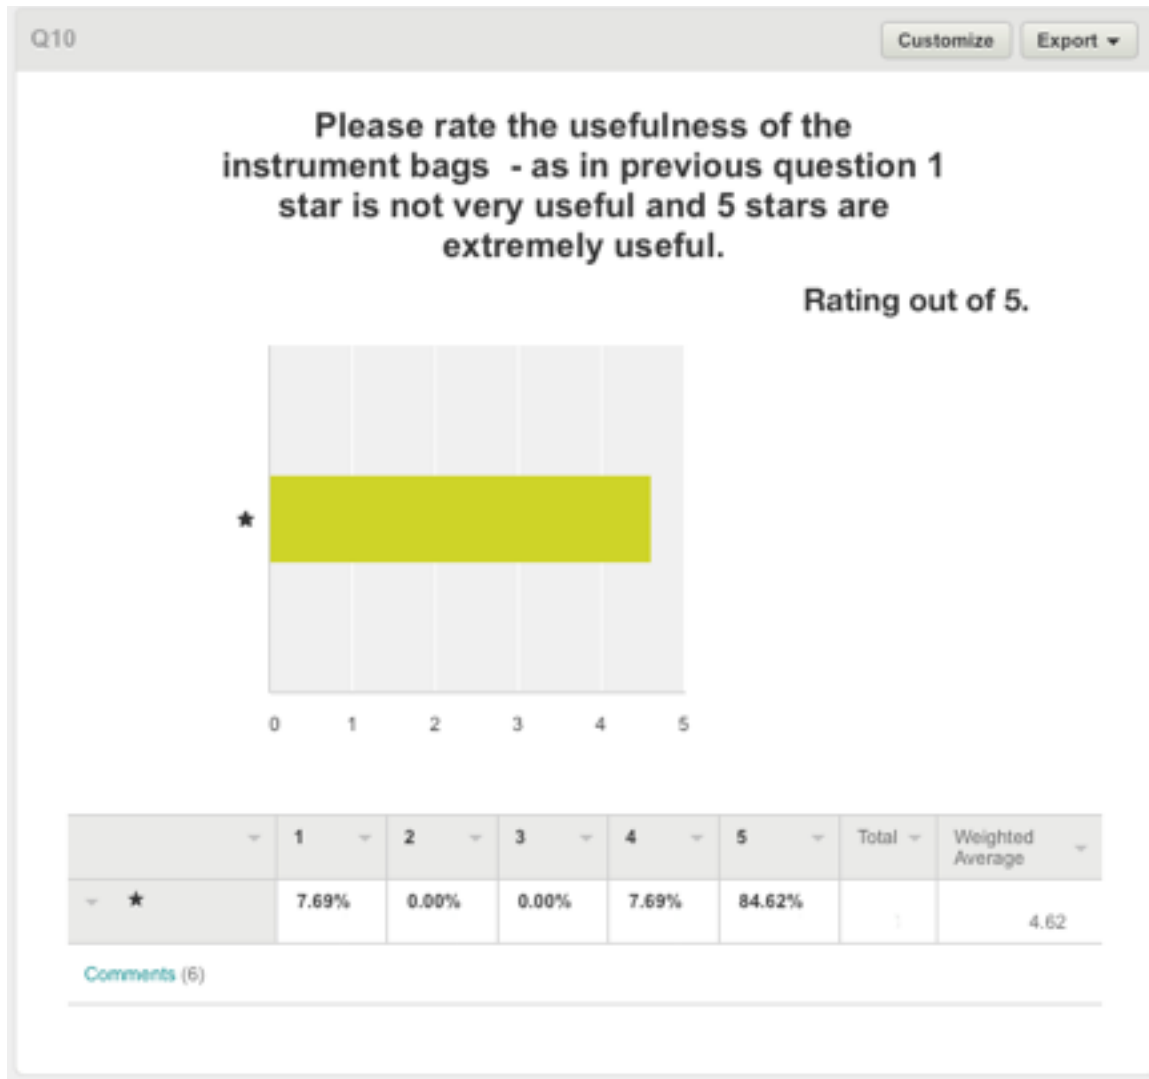 Q10
Customize
Export
Please rate the usefulness of the
instrument bags - as in previous question 1
star is not very useful and 5 stars are
extremely useful.
Rating out of 5.
0 1 2 3 4 5
1 2 3 4 5 Total Weighted
Average
7.69% 0.00% 0.00% 7.69% 84.62%
4.62
Comments (6)